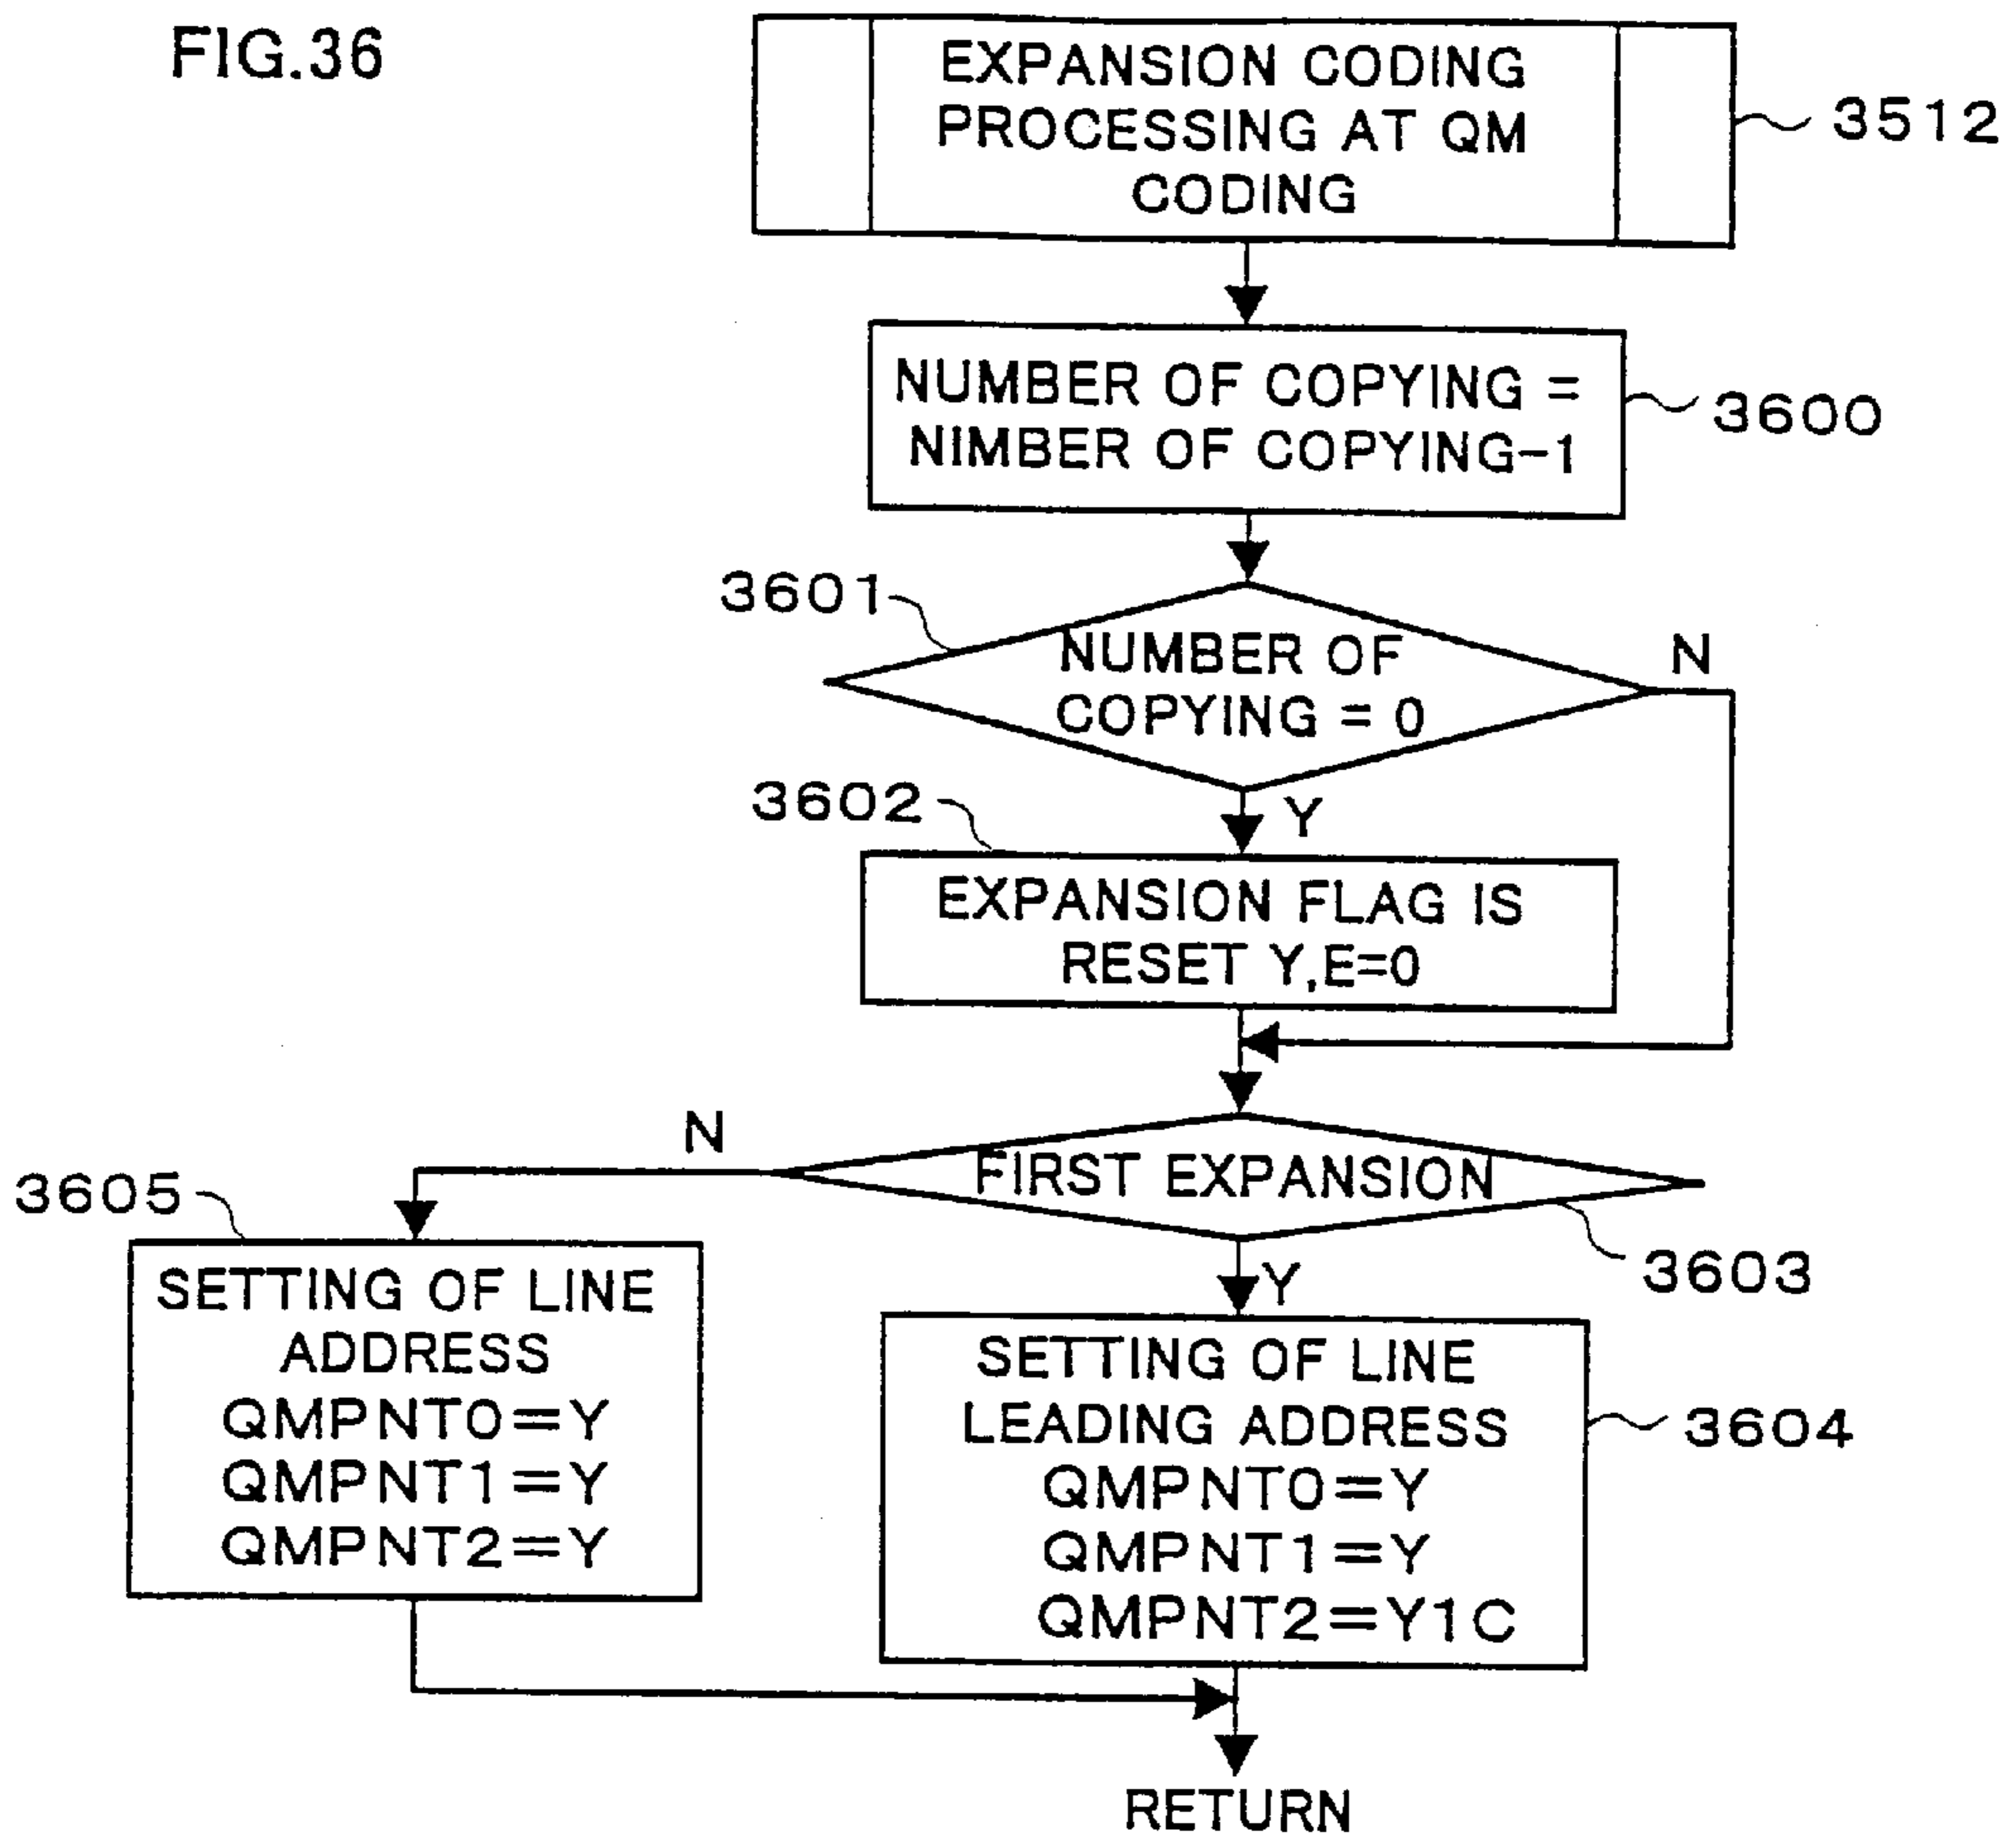 FIG.36
EXPANSION CODING
PROCESSING AT QM
CODING
3512
NUMBER OF COPYING =
NIMBER OF COPYING-1
3600
3601
NUMBER OF
COPYING = 0
N
Y
3602
EXPANSION FLAG IS
RESET Y,E=0
N
FIRST EXPANSION
3603
Y
3605
SETTING OF LINE
ADDRESS
QMPNT0=Y
QMPNT1=Y
QMPNT2=Y
SETTING OF LINE
LEADING ADDRESS
QMPNT0=Y
QMPNT1=Y
QMPNT2=Y1C
3604
RETURN